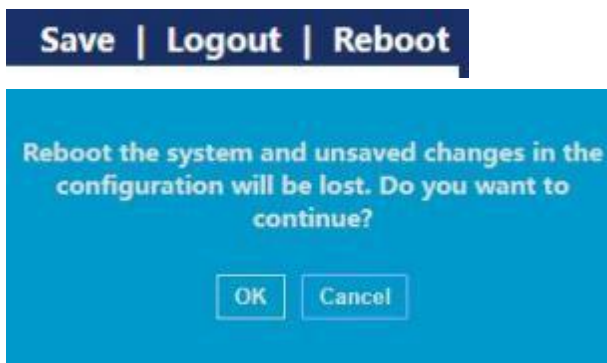 Save | Logout | Reboot
Reboot the system and unsaved changes in the
configuration will be lost. Do you want to
continue?
OK Cancel